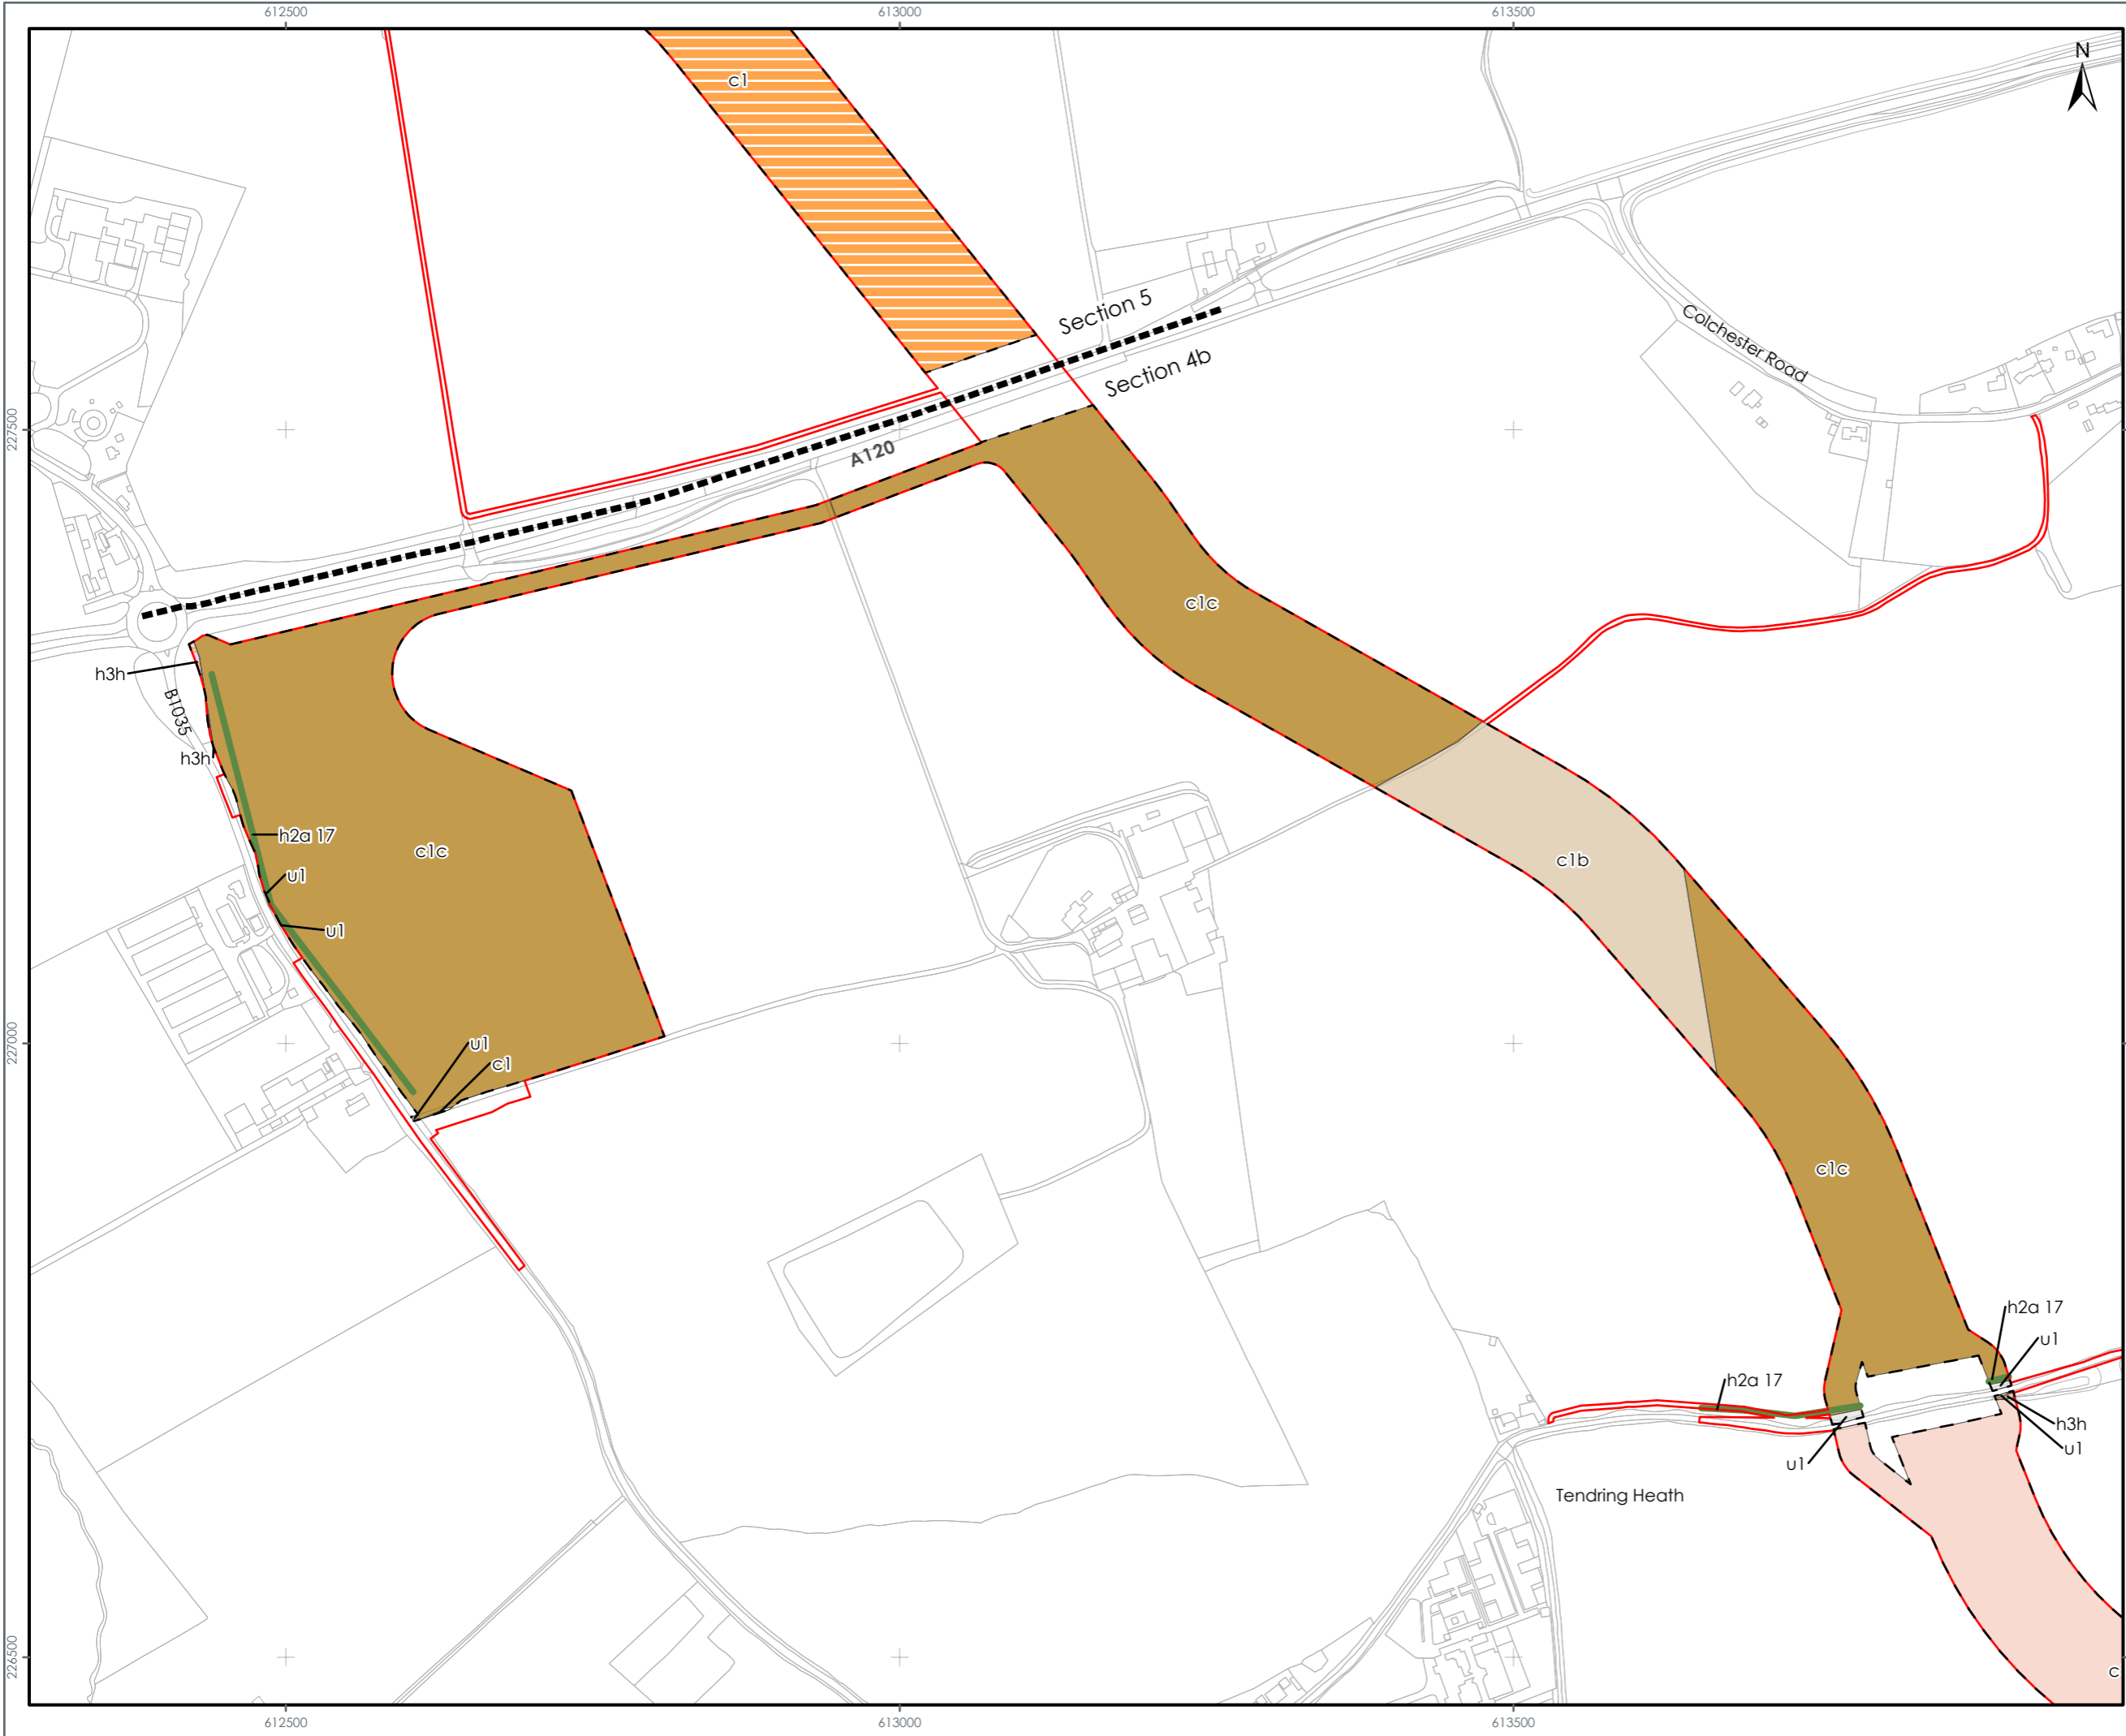 612500
613000
613500
N
c1
Section 5
Section 4b
Colchester Road
227500
A120
c1c
h3h
B1035
h3h
h2a 17
c1c
c1b
u1
u1
227000
u1
c1
c1c
h2a 17
u1
h2a 17
h3h
u1
u1
Tendring Heath
226500
c
612500
613000
613500